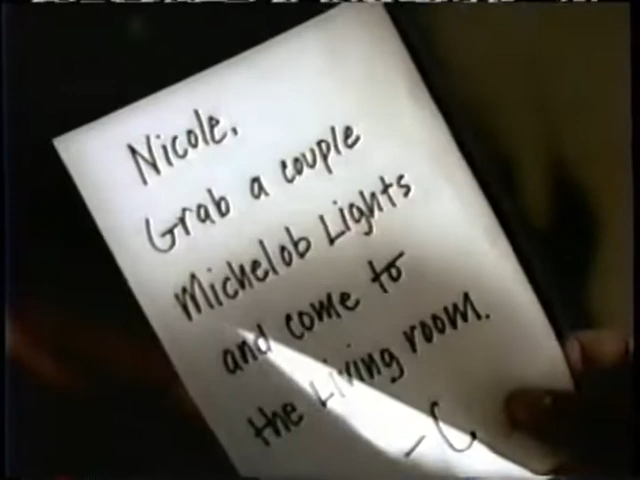 Nicole,
Grab a couple
Michelob Lights
and come to
the Living room.
- C